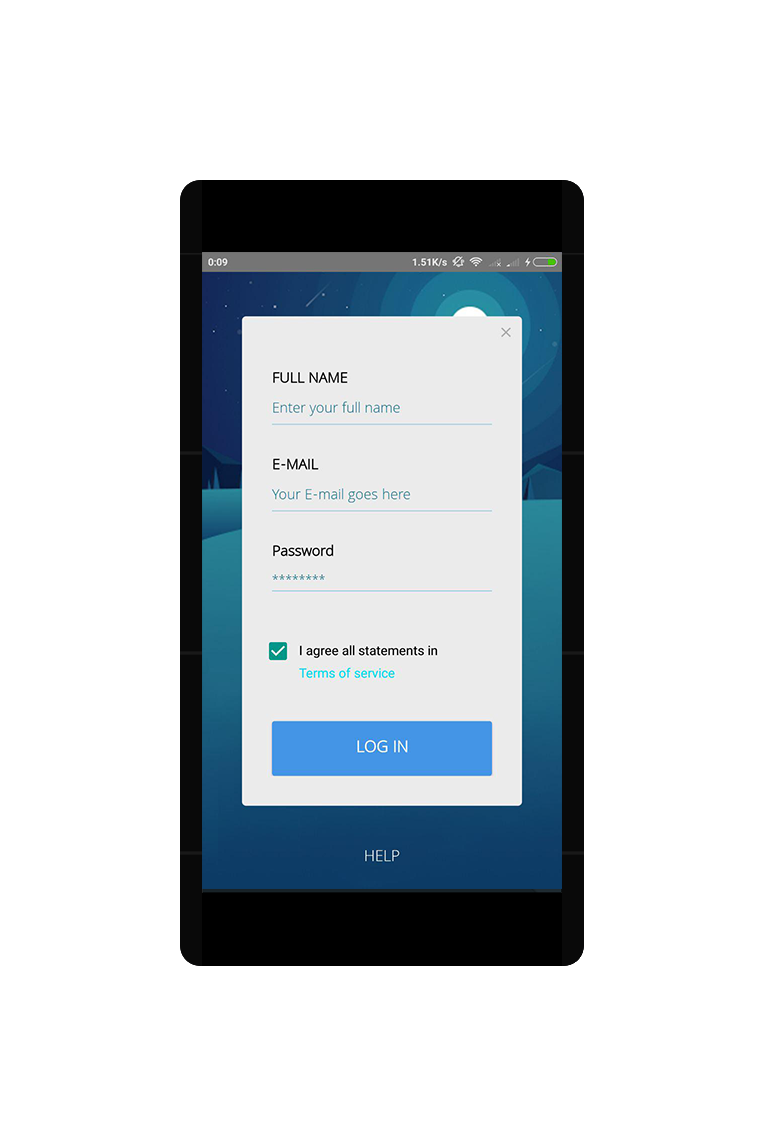 0:09 1.51K/s
FULL NAME
Enter your full name
E-MAIL
Your E-mail goes here
Password
********
I agree all statements in
Terms of service
LOG IN
HELP